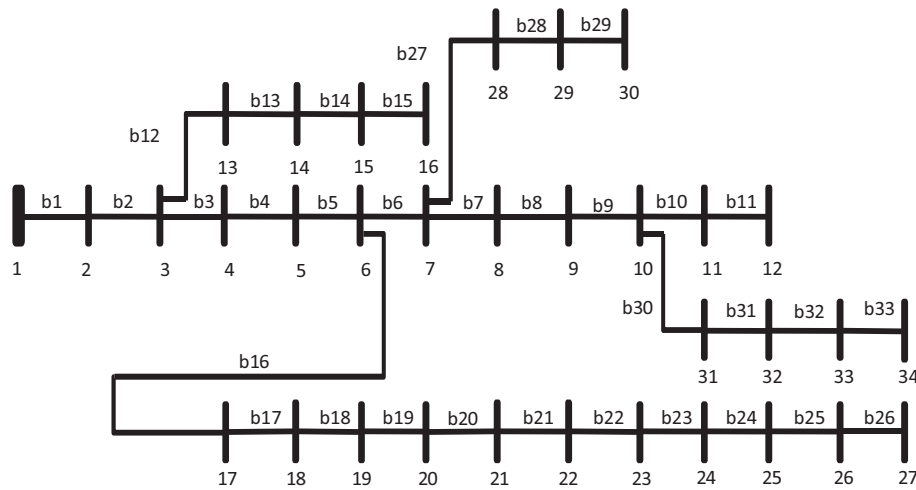 b28 b29
b27
28 29 30
b13 b14 b15
b12
13 14 15 16
b1 b2 b3 b4 b5 b6 b7 b8 b9 b10 b11
1 2 3 4 5 6 7 8 9 10 11 12
b30 b31 b32 b33
b16
31 32 33 34
b17 b18 b19 b20 b21 b22 b23 b24 b25 b26
17 18 19 20 21 22 23 24 25 26 27